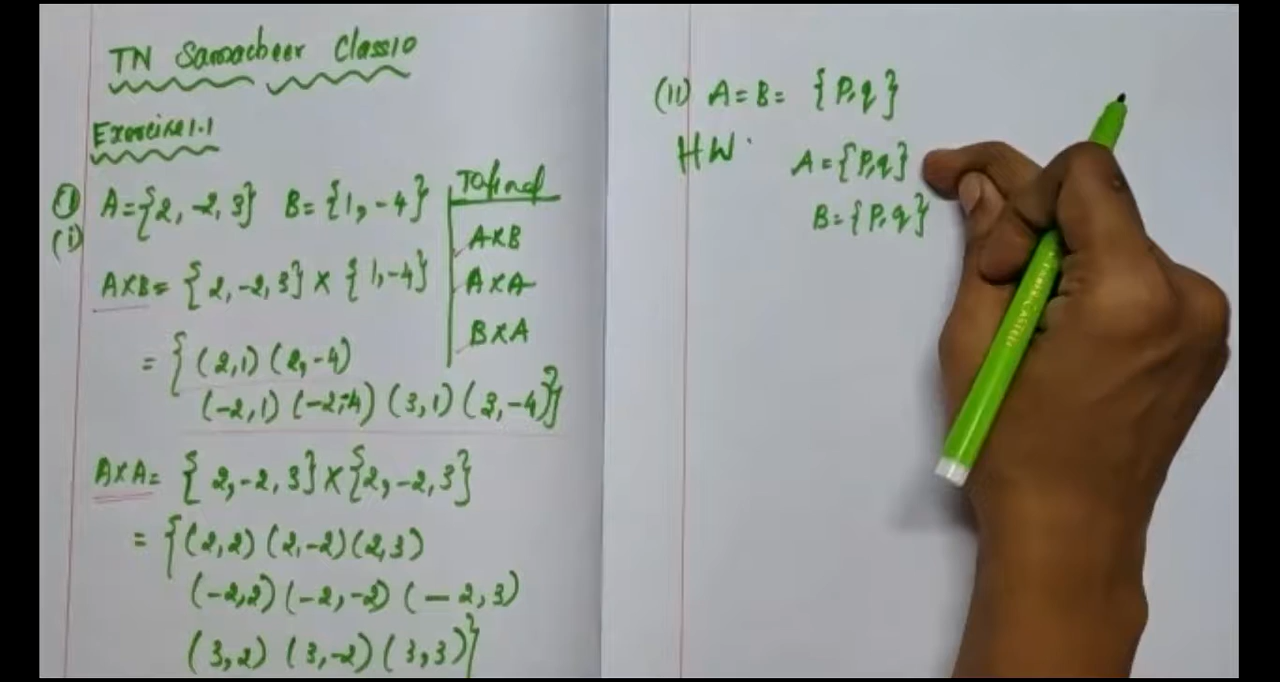 TN Samacheer Class10
Exercise 1.1
① A={2,-2,3} B={1,-4}
(i)
To find
A×B
A×A
B×A
A×B= {2,-2,3} × {1,-4}
= {(2,1) (2,-4)
(-2,1) (-2,-4) (3,1) (3,-4)}
A×A= {2,-2,3}×{2,-2,3}
= {(2,2) (2,-2) (2,3)
(-2,2) (-2,-2) (-2,3)
(3,2) (3,-2) (3,3)}
(ii) A=B= {P,q}
HW. A={P,q}
B={P,q}